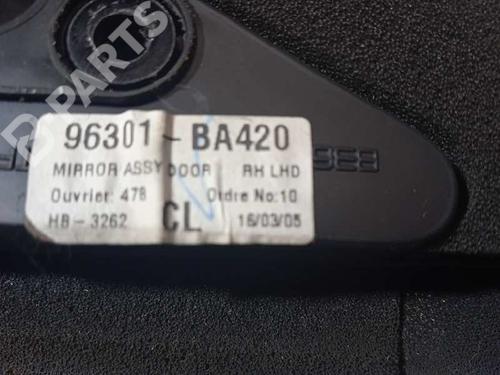 B-PARTS
96301-BA420
MIRROR ASSY DOOR RH LHD
Ouvrier: 478 Ordre No:10
HB-3262 CL 16/03/05